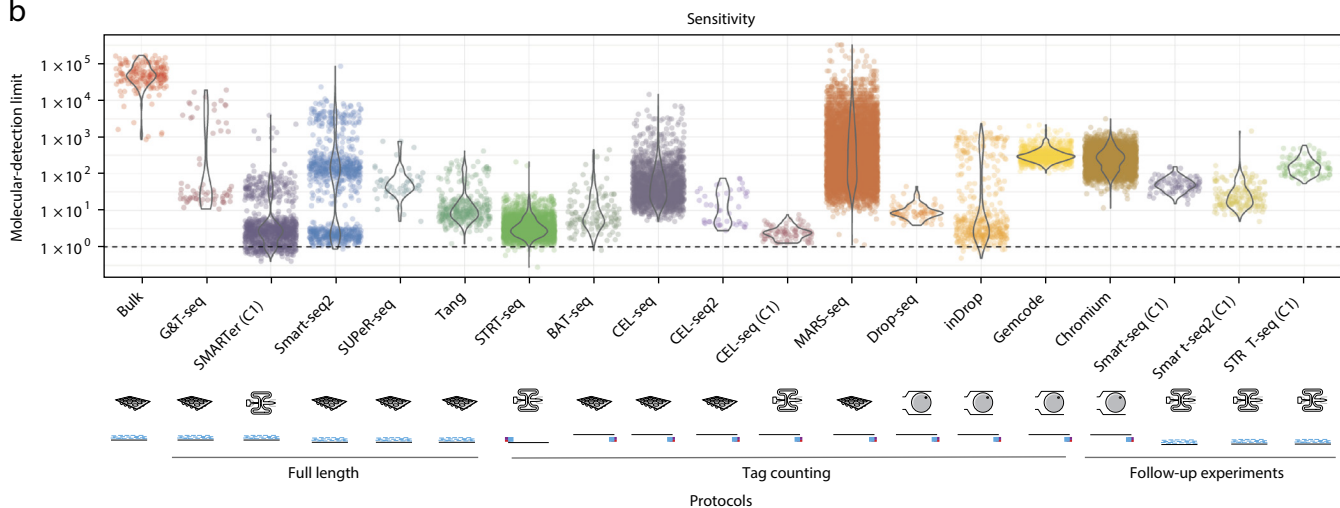 b
Sensitivity
Molecular-detection limit
1 × 10⁵
1 × 10⁴
1 × 10³
1 × 10²
1 × 10¹
1 × 10⁰
Bulk
G&T-seq
SMARTer (C1)
Smart-seq2
SUPeR-seq
Tang
STRT-seq
BAT-seq
CEL-seq
CEL-seq2
CEL-seq (C1)
MARS-seq
Drop-seq
inDrop
Gemcode
Chromium
Smart-seq (C1)
Smar t-seq2 (C1)
STR T-seq (C1)
Full length
Tag counting
Follow-up experiments
Protocols